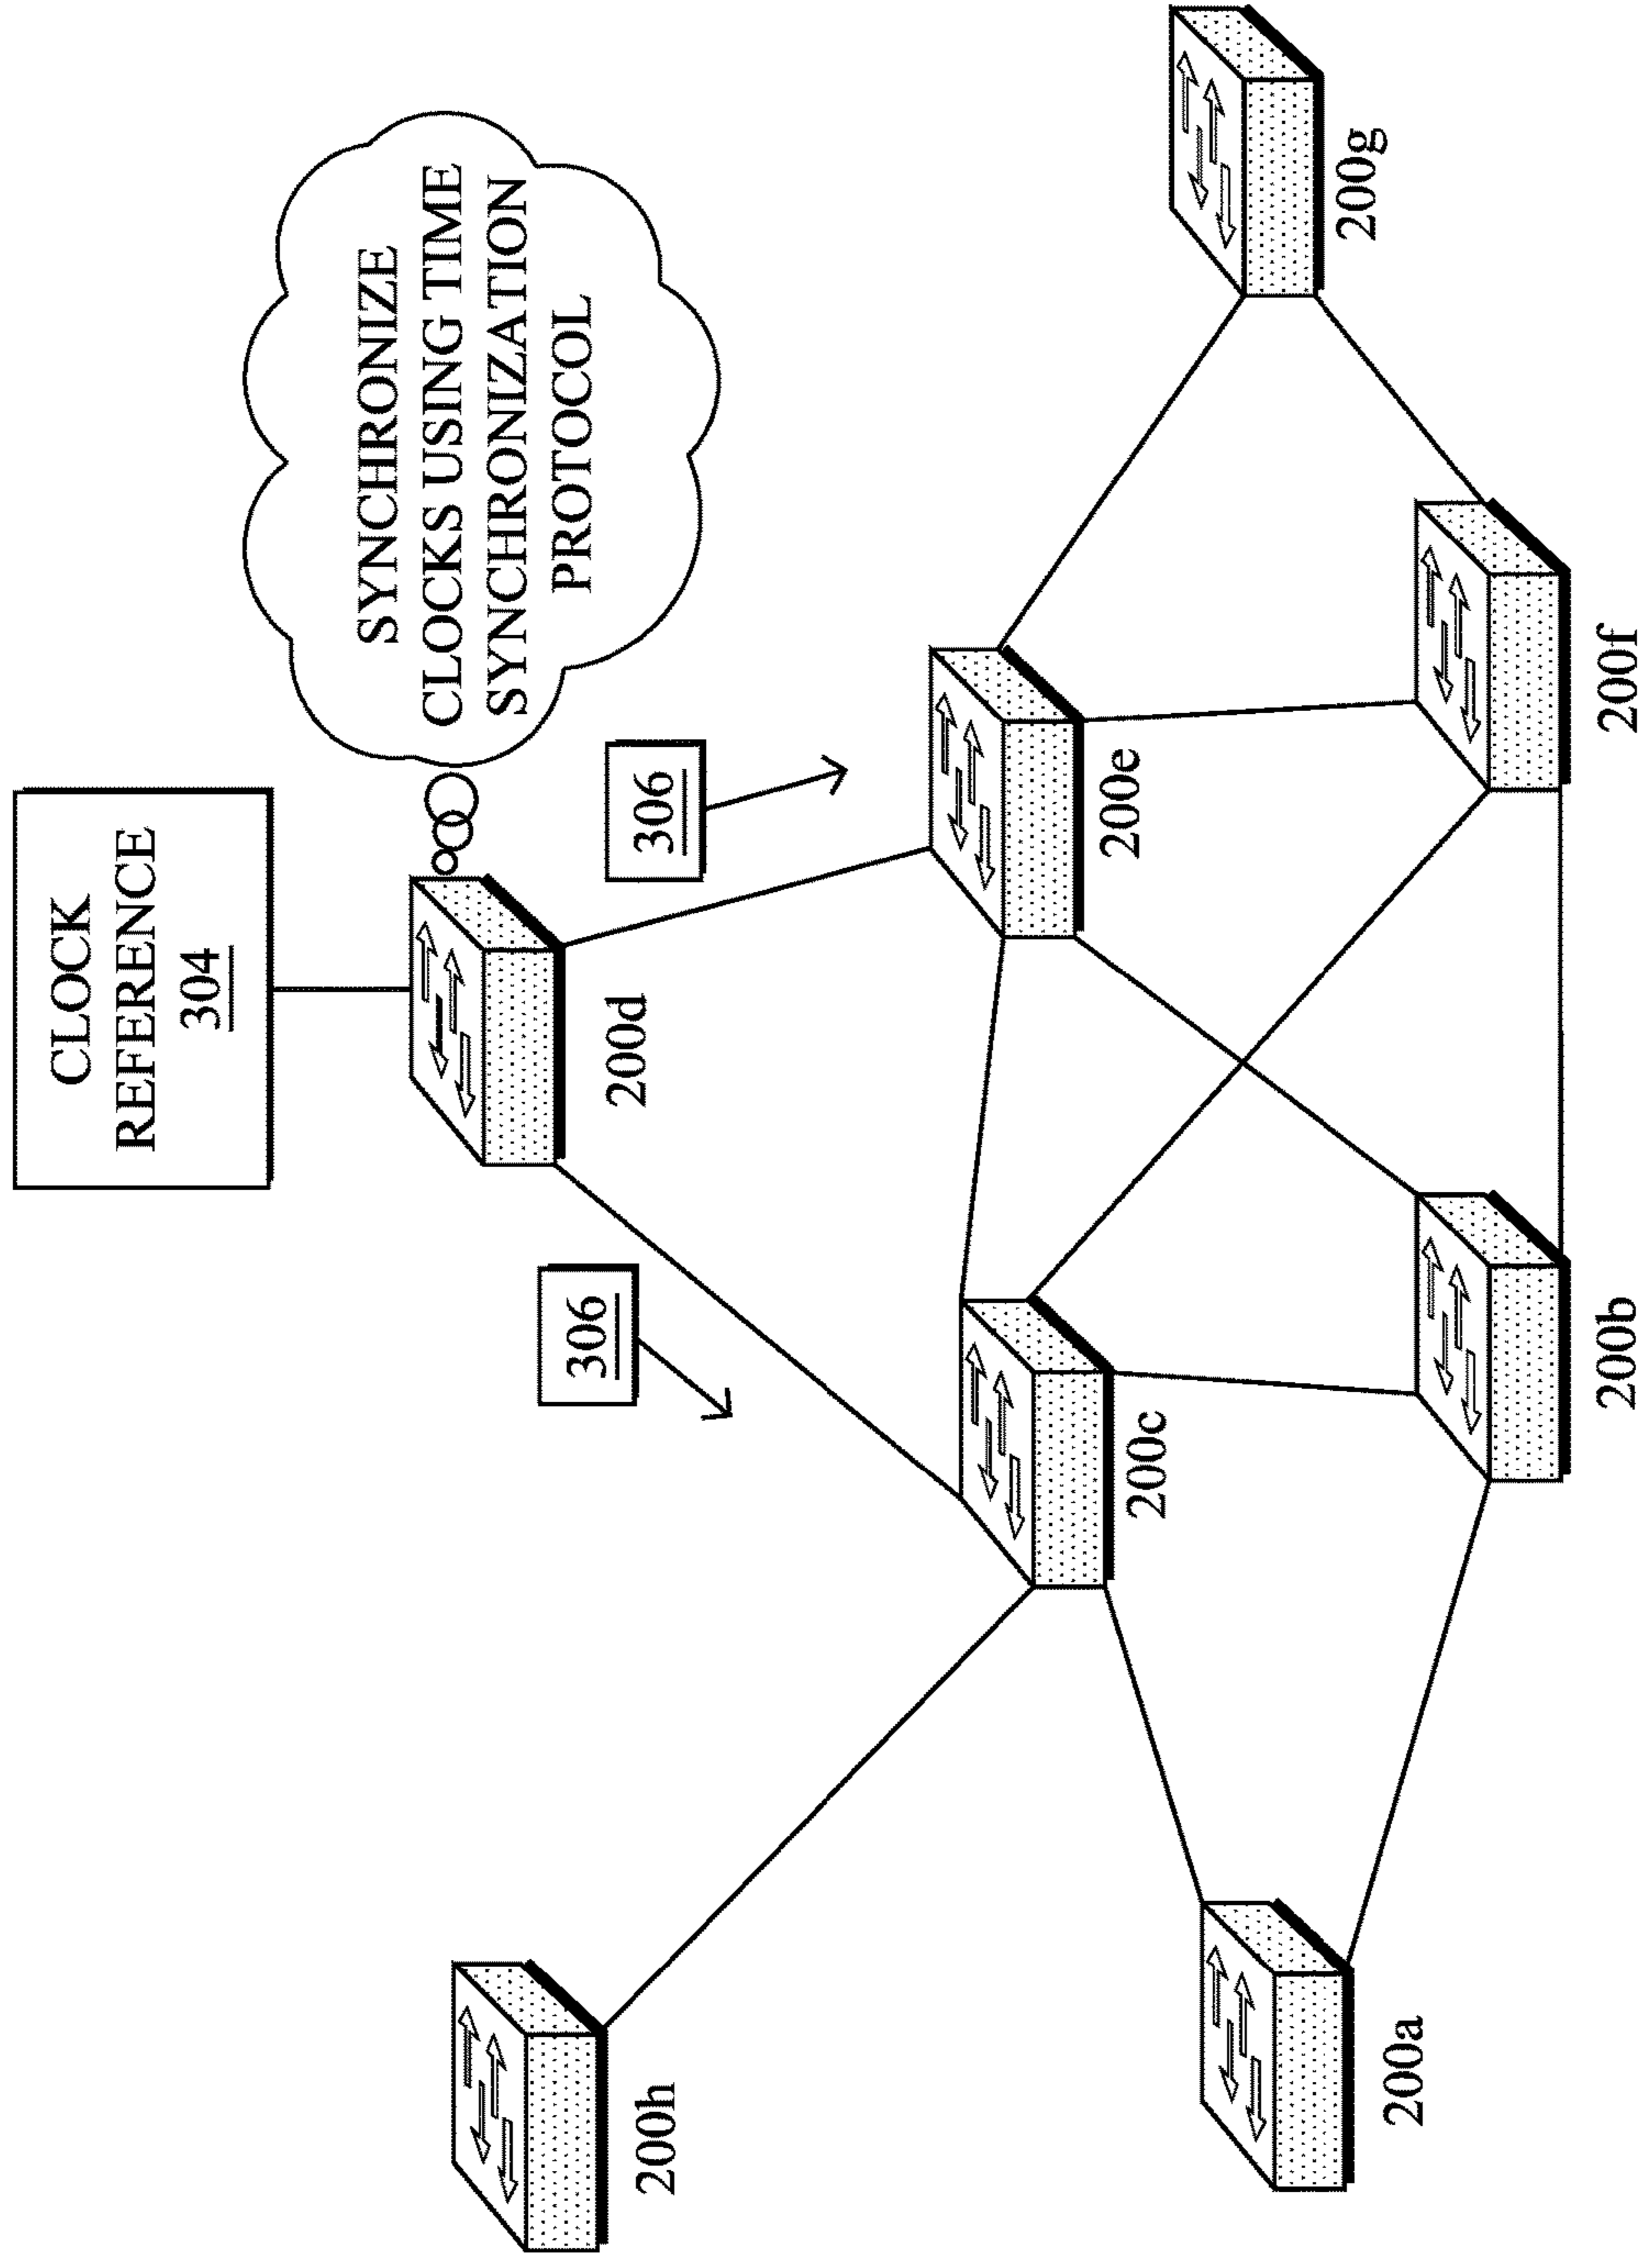 CLOCK
REFERENCE
304
SYNCHRONIZE
CLOCKS USING TIME
SYNCHRONIZATION
PROTOCOL
200d
306
306
200h
200e
200c
200g
200a
200f
200b